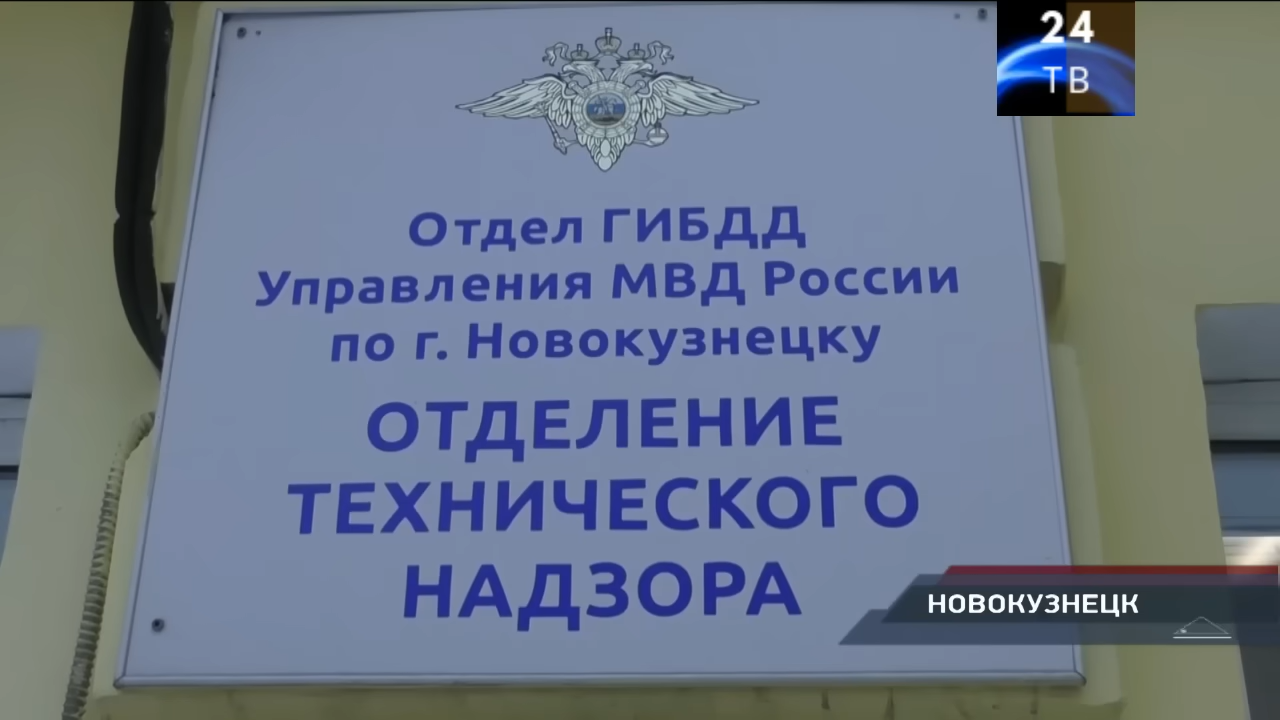 24
ТВ
Отдел ГИБДД
Управления МВД России
по г. Новокузнецку
ОТДЕЛЕНИЕ
ТЕХНИЧЕСКОГО
НАДЗОРА
НОВОКУЗНЕЦК